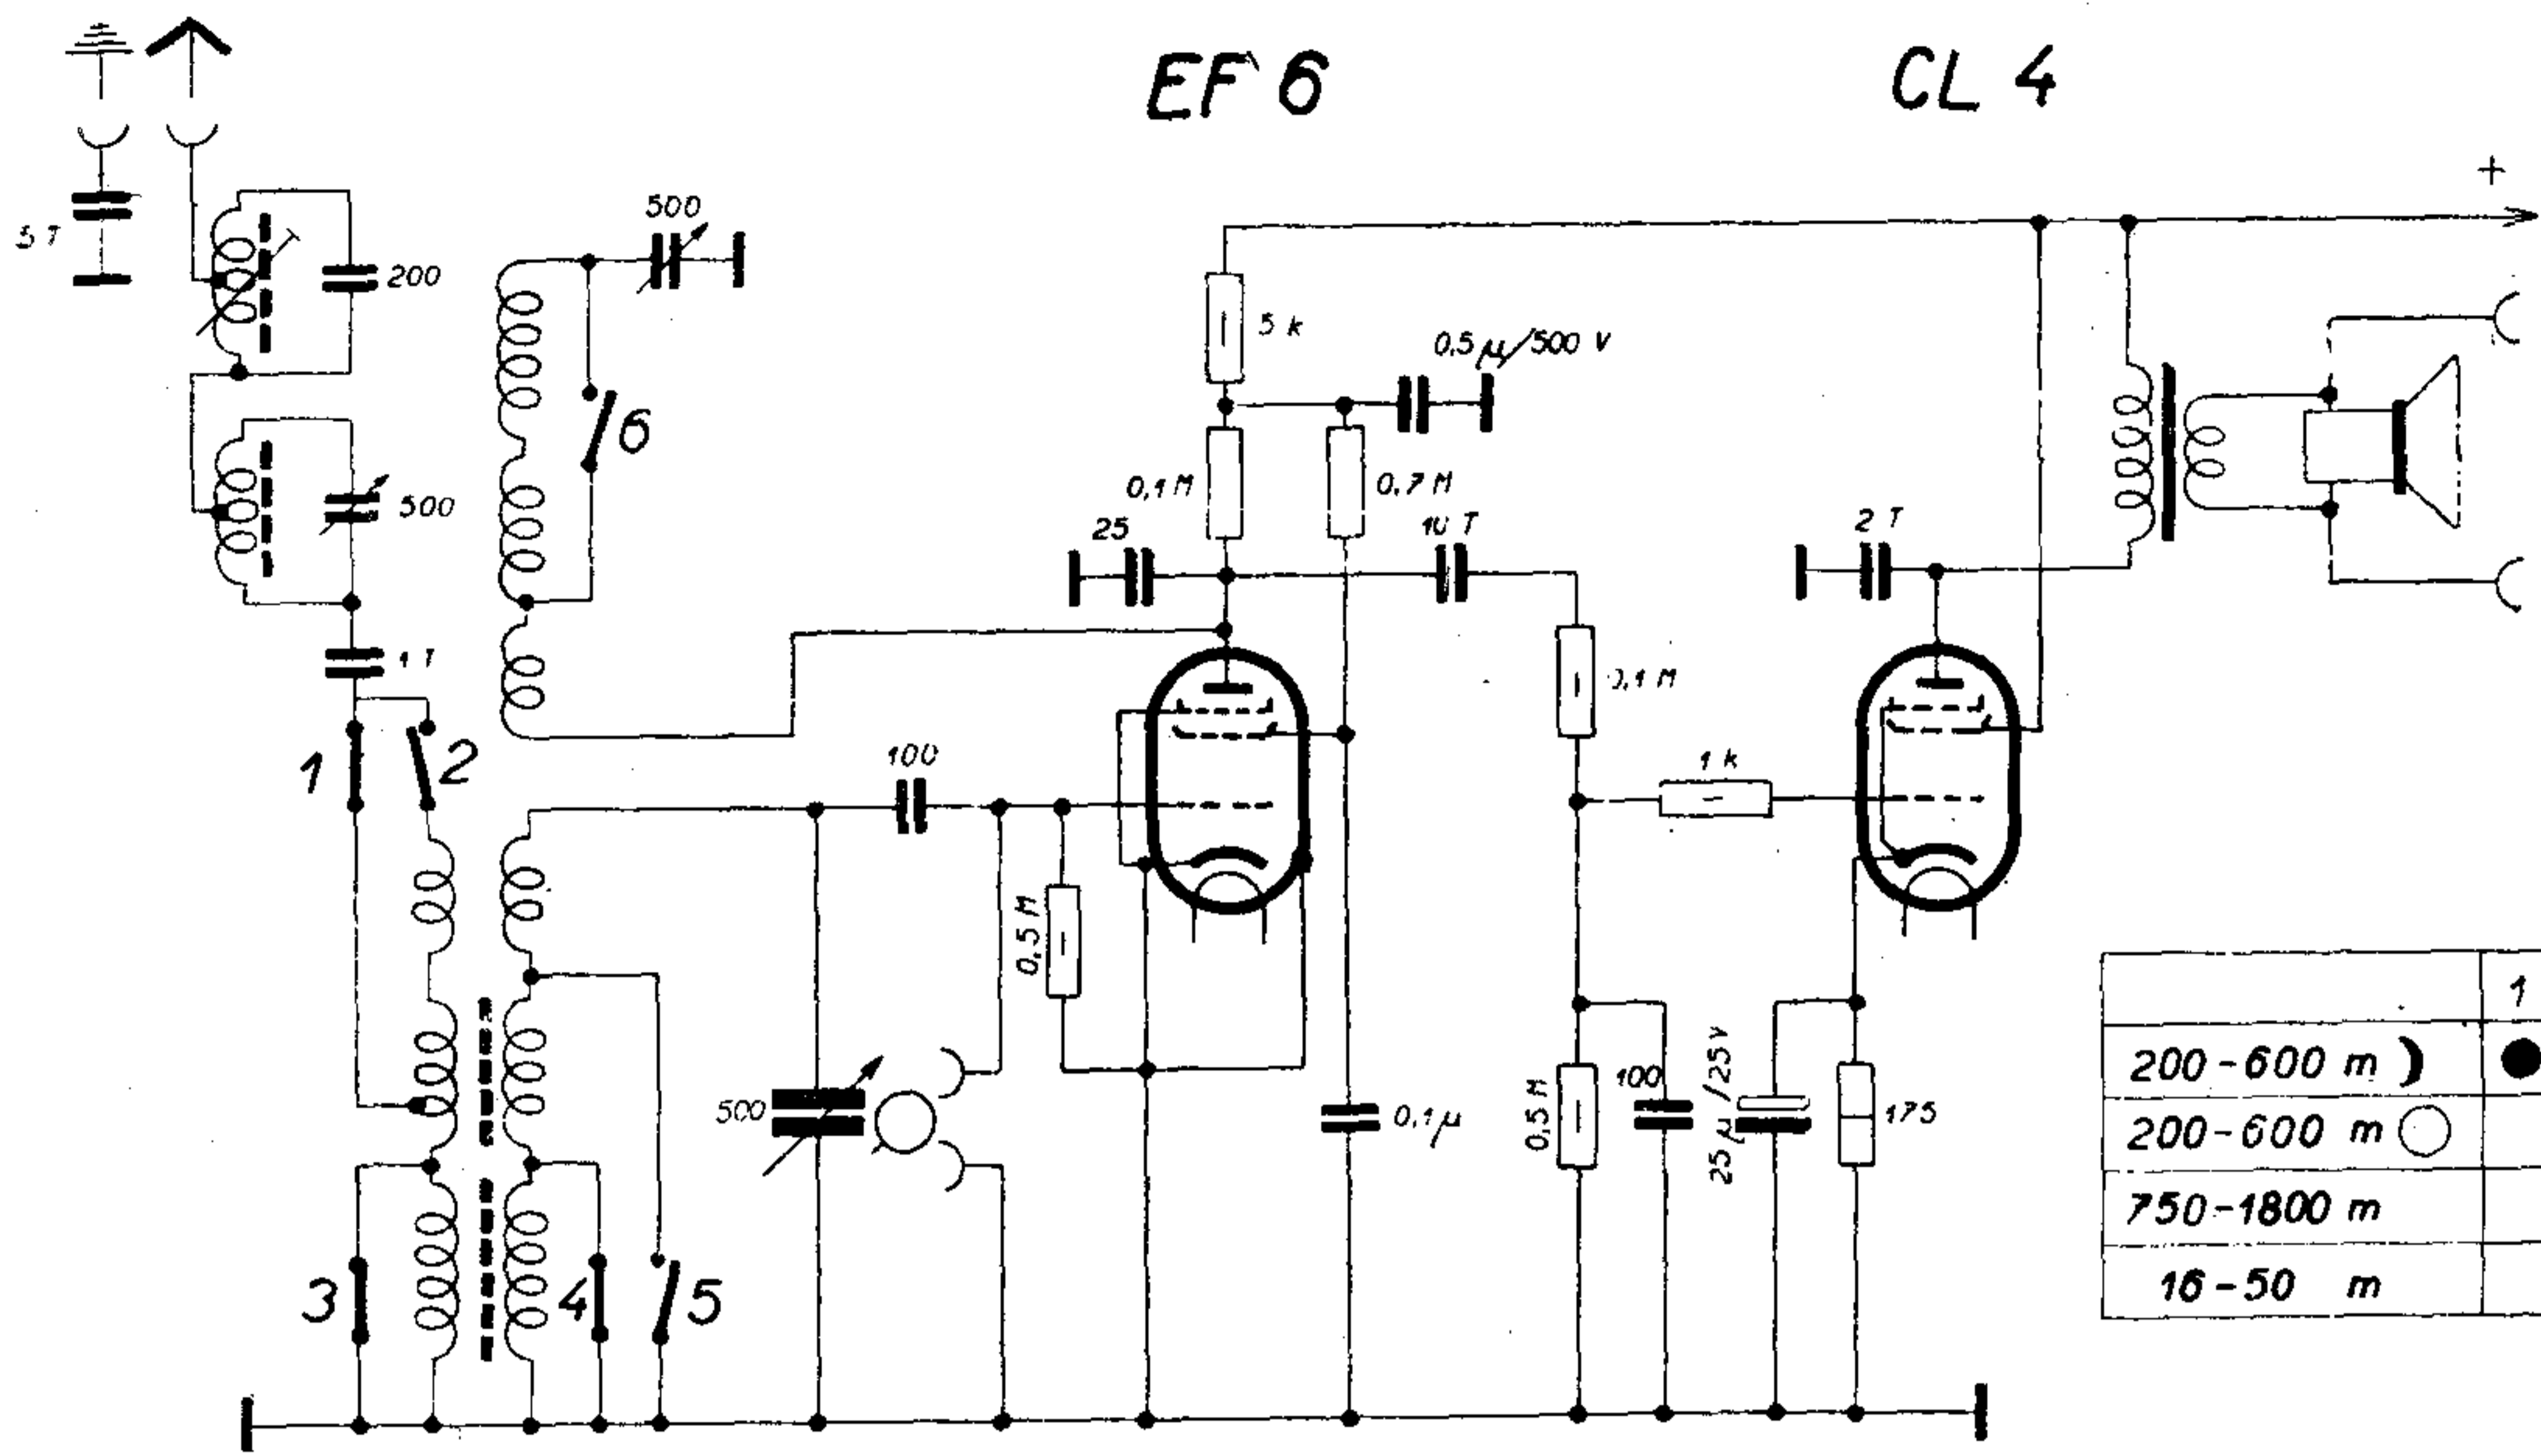 EF 6
CL 4
+
5 T
200
500
500
5 k
0,5 µ/500 V
6
0,1 M
0,7 M
25
10 T
2 T
1 T
0,1 M
1
2
100
1 k
0,5 M
500
0,1 µ
0,5 M
100
25 µ/25 V
175
3
4
5
1
200-600 m
200-600 m
750-1800 m
16-50 m